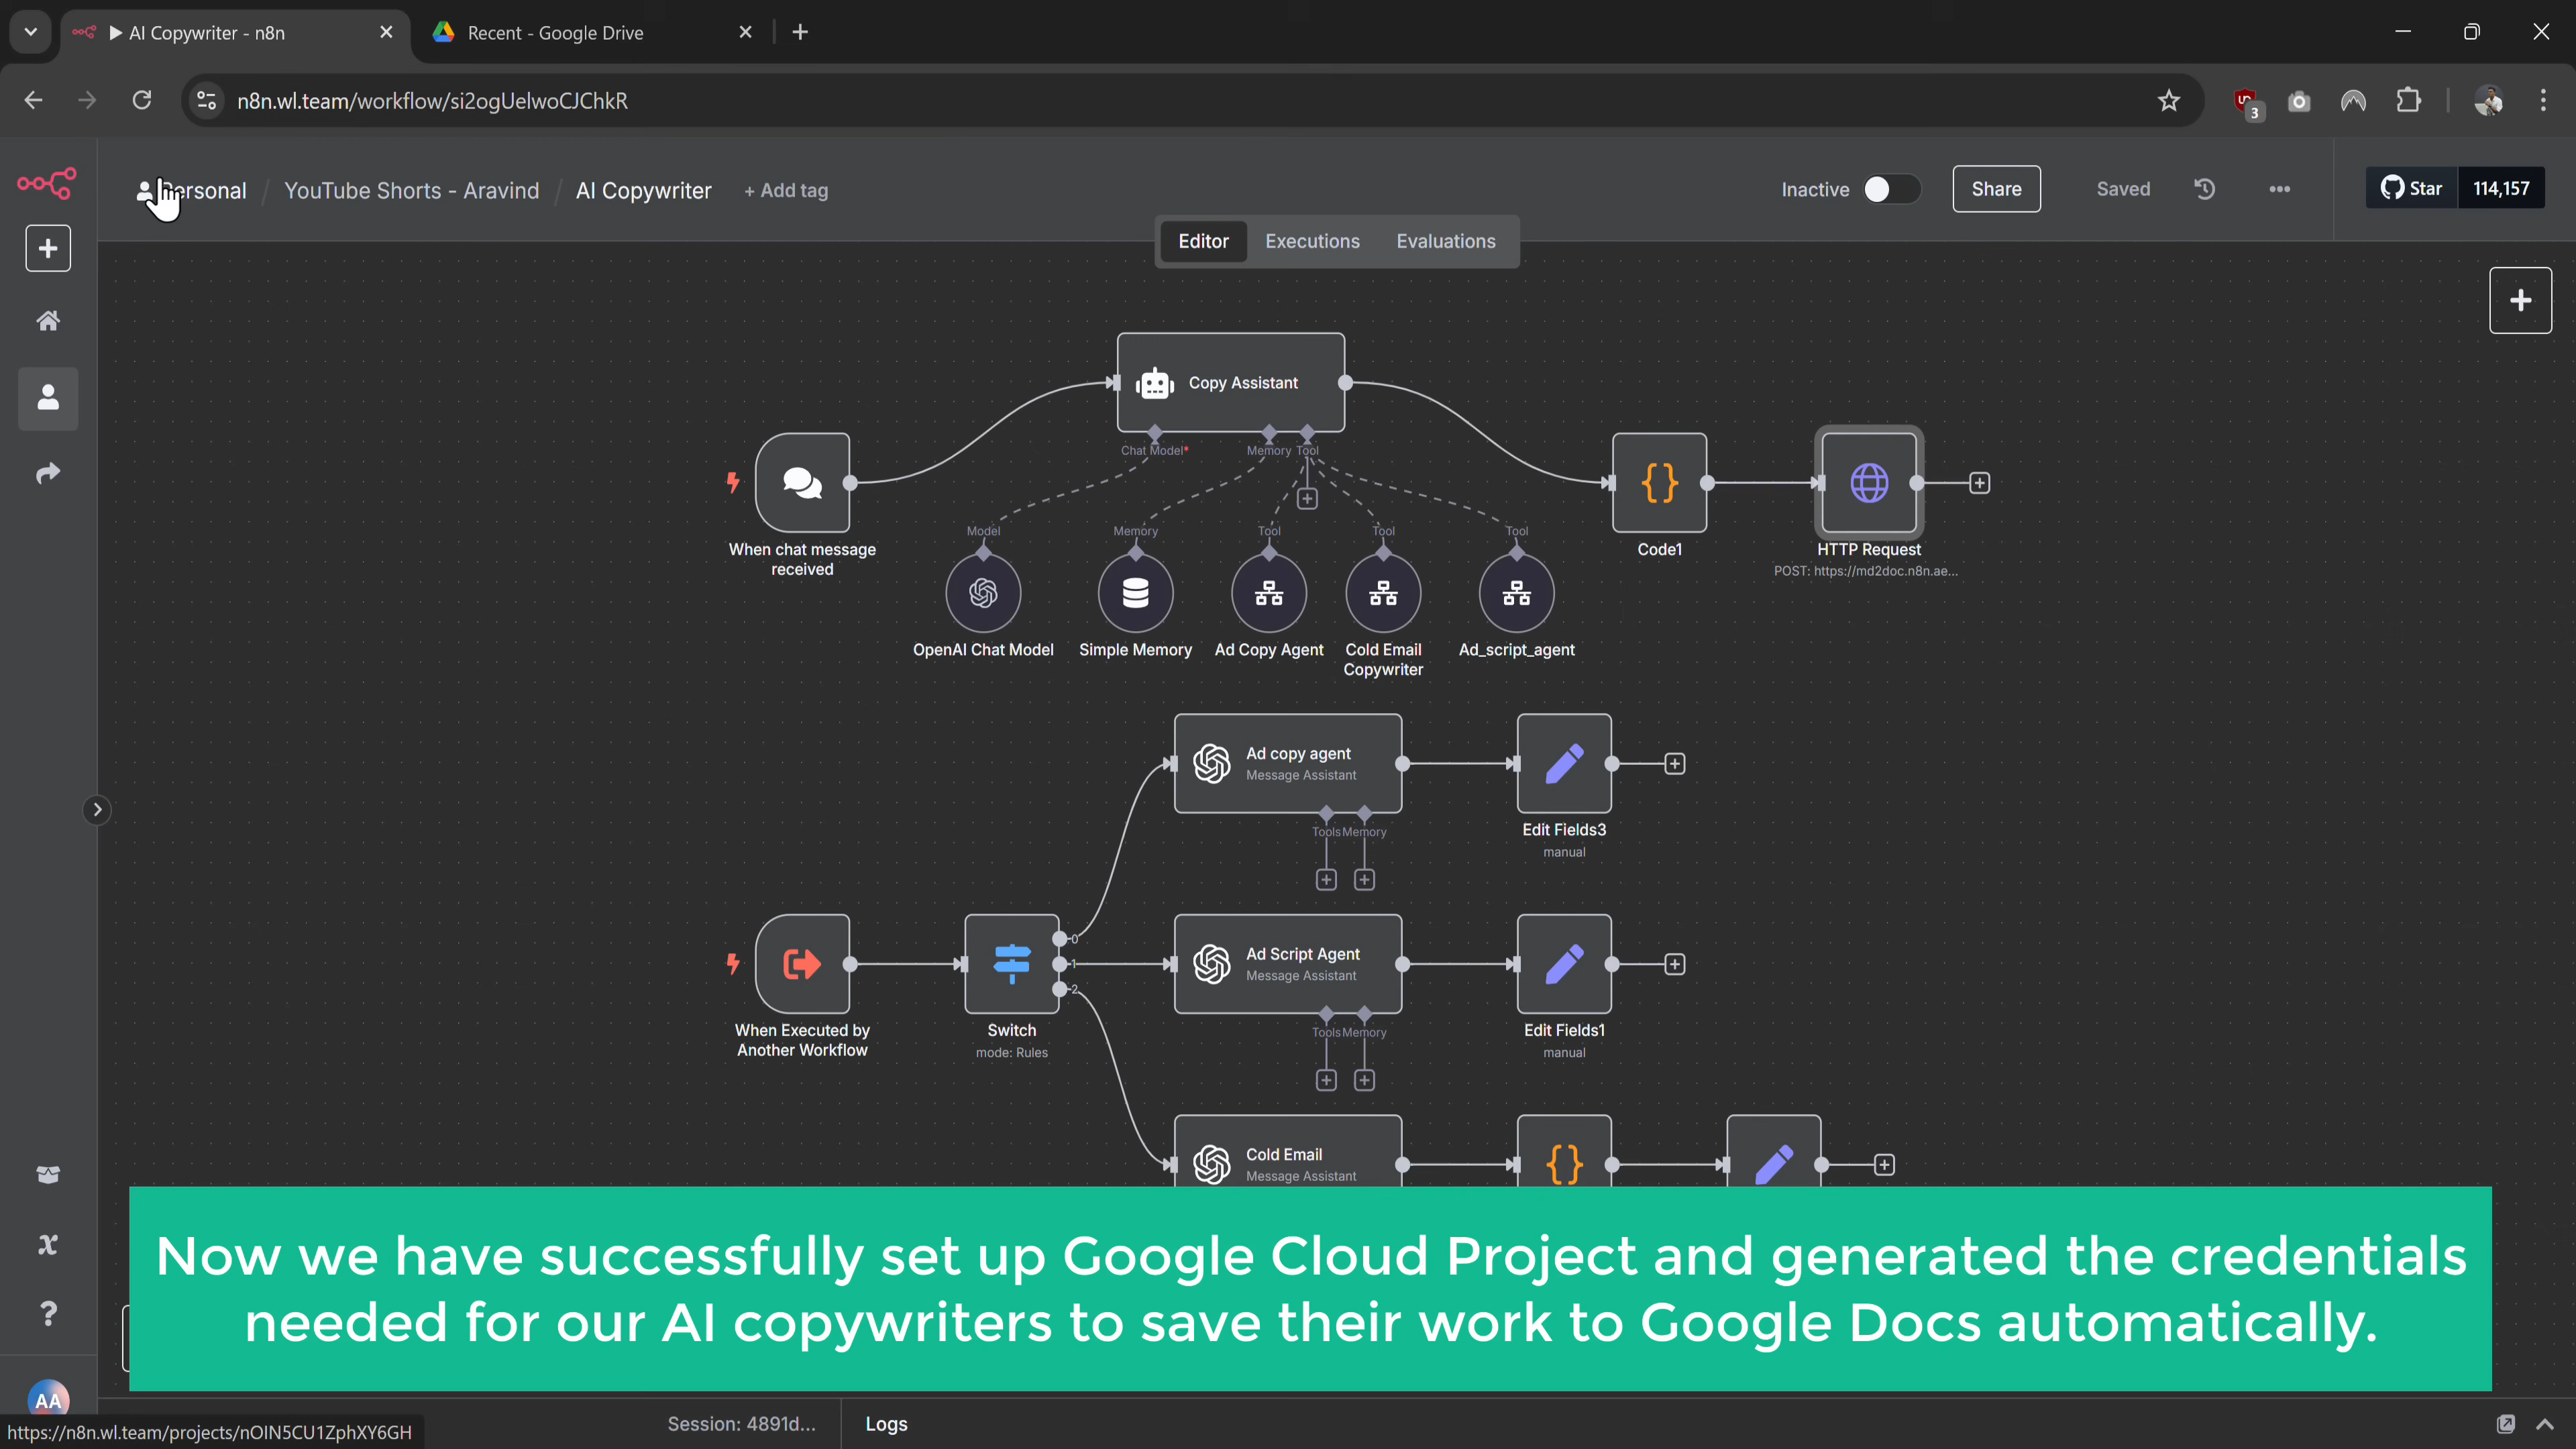 AI Copywriter - n8n
Recent - Google Drive
n8n.wl.team/workflow/si2ogUelwoCJChkR
3
ersonal / YouTube Shorts - Aravind / AI Copywriter + Add tag
Inactive
Share
Saved
Star 114,157
Editor Executions Evaluations
Copy Assistant
Chat Model*
Memory
Tool
Model
Memory
Tool
Tool
Tool
When chat message
received
Code1
HTTP Request
POST: https://md2doc.n8n.ae...
OpenAI Chat Model
Simple Memory
Ad Copy Agent
Cold Email
Copywriter
Ad_script_agent
Ad copy agent
Message Assistant
Tools
Memory
Edit Fields3
manual
0
1
2
Ad Script Agent
Message Assistant
Tools
Memory
When Executed by
Another Workflow
Switch
mode: Rules
Edit Fields1
manual
Cold Email
Message Assistant
Now we have successfully set up Google Cloud Project and generated the credentials
needed for our AI copywriters to save their work to Google Docs automatically.
AA
Session: 4891d...
Logs
https://n8n.wl.team/projects/nOIN5CU1ZphXY6GH